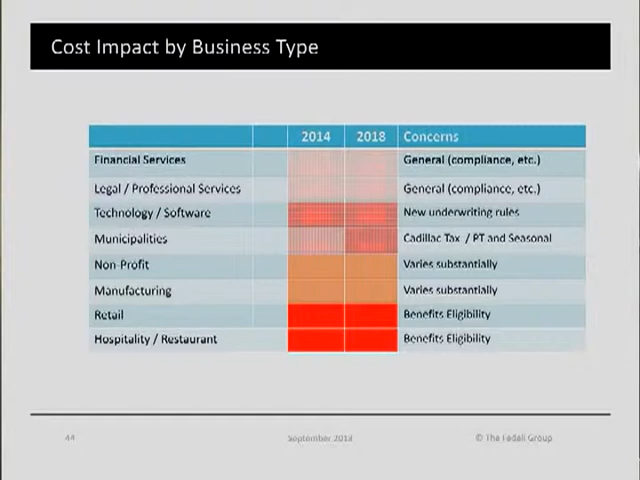 Cost Impact by Business Type
2014 2018 Concerns
Financial Services General (compliance, etc.)
Legal / Professional Services General (compliance, etc.)
Technology / Software New underwriting rules
Municipalities Cadillac Tax / PT and Seasonal
Non-Profit Varies substantially
Manufacturing Varies substantially
Retail Benefits Eligibility
Hospitality / Restaurant Benefits Eligibility
44 September © The Group